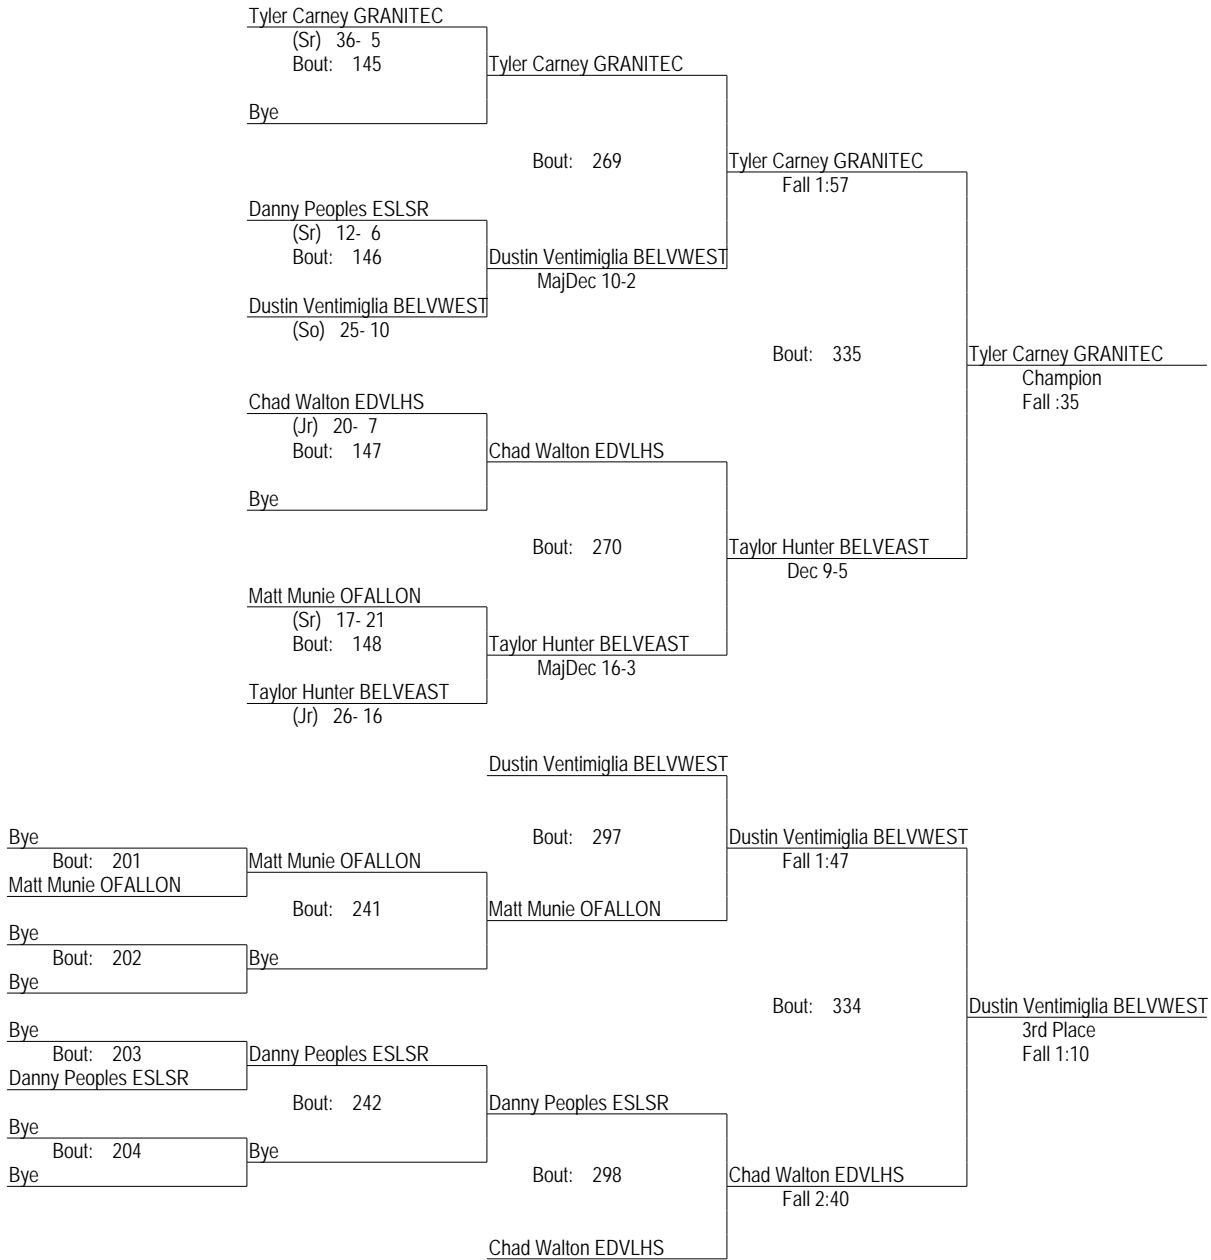 Tyler Carney GRANITEC
(Sr) 36- 5
Bout: 145
Tyler Carney GRANITEC
Bye
Bout: 269
Tyler Carney GRANITEC
Fall 1:57
Danny Peoples ESLSR
(Sr) 12- 6
Bout: 146
Dustin Ventimiglia BELVWEST
MajDec 10-2
Dustin Ventimiglia BELVWEST
(So) 25- 10
Bout: 335
Tyler Carney GRANITEC
Champion
Fall :35
Chad Walton EDVLHS
(Jr) 20- 7
Bout: 147
Chad Walton EDVLHS
Bye
Bout: 270
Taylor Hunter BELVEAST
Dec 9-5
Matt Munie OFALLON
(Sr) 17- 21
Bout: 148
Taylor Hunter BELVEAST
MajDec 16-3
Taylor Hunter BELVEAST
(Jr) 26- 16
Dustin Ventimiglia BELVWEST
Bout: 297
Dustin Ventimiglia BELVWEST
Fall 1:47
Bye
Bout: 201
Matt Munie OFALLON
Matt Munie OFALLON
Bout: 241
Matt Munie OFALLON
Bye
Bout: 202
Bye
Bye
Bout: 334
Dustin Ventimiglia BELVWEST
3rd Place
Fall 1:10
Bye
Bout: 203
Danny Peoples ESLSR
Danny Peoples ESLSR
Bout: 242
Danny Peoples ESLSR
Bye
Bout: 204
Bye
Bye
Bout: 298
Chad Walton EDVLHS
Fall 2:40
Chad Walton EDVLHS